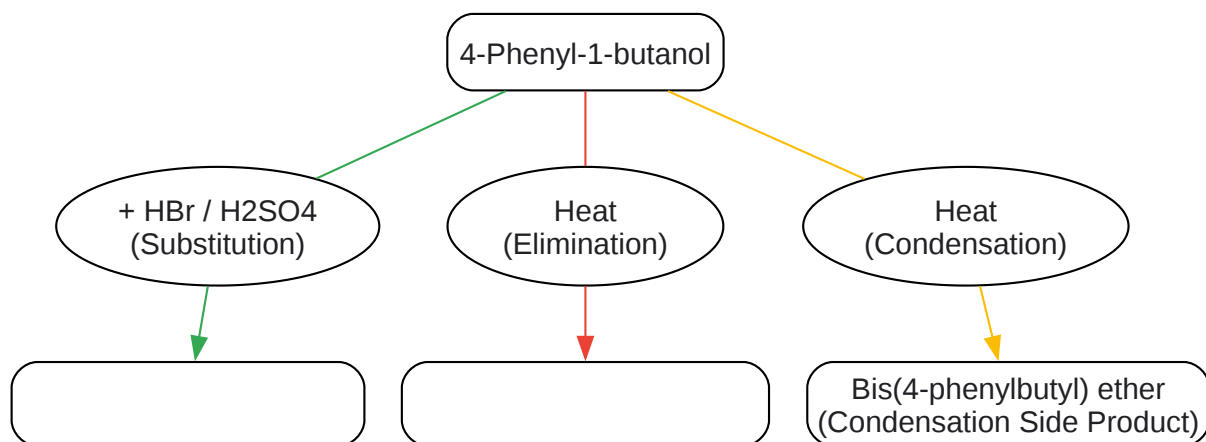 4-Phenyl-1-butanol
+ HBr / H2SO4
(Substitution)
Heat
(Elimination)
Heat
(Condensation)
Bis(4-phenylbutyl) ether
(Condensation Side Product)